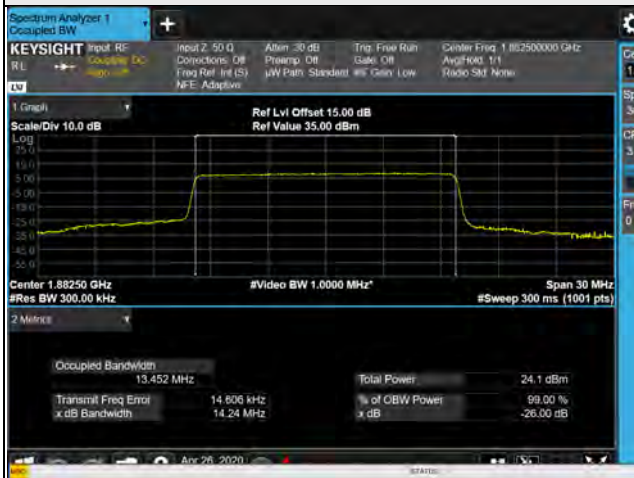 Spectrum Analyzer 1
Occupied BW
KEYSIGHT Input: RF
RL
Coupling: DC
Align: Off
Input Z: 50 Ω
Corrections: Off
Freq Ref: Int (S)
NFE: Adaptive
Atten: 30 dB
Preamp: Off
µW Path: Standard
Trig: Free Run
Gate: Off
#IF Gain: Low
Center Freq: 1.882500000 GHz
Avg|Hold: 1/1
Radio Std: None
1 Graph
Scale/Div 10.0 dB
Ref Lvl Offset 15.00 dB
Ref Value 35.00 dBm
Log
25.0
15.0
5.00
-5.00
-15.0
-25.0
-35.0
-45.0
-55.0
Center 1.88250 GHz
#Video BW 1.0000 MHz*
Span 30 MHz
#Res BW 300.00 kHz
#Sweep 300 ms (1001 pts)
2 Metrics
Occupied Bandwidth
13.452 MHz
Total Power 24.1 dBm
Transmit Freq Error 14.606 kHz
% of OBW Power 99.00 %
x dB Bandwidth 14.24 MHz
x dB -26.00 dB
Apr 26, 2020
MSG
STATUS